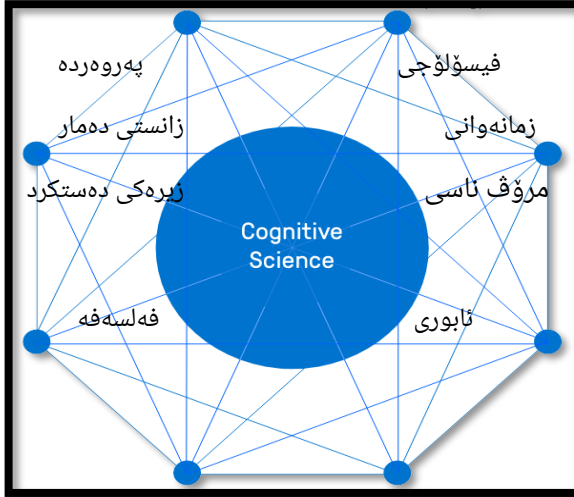 فیسۆلۆجی
پەروەردە
زمانەوانی
زانستی دەمار
مرۆڤ ناسی
زیرەکی دەستکرد
Cognitive
Science
ئابوری
فەلسەفە